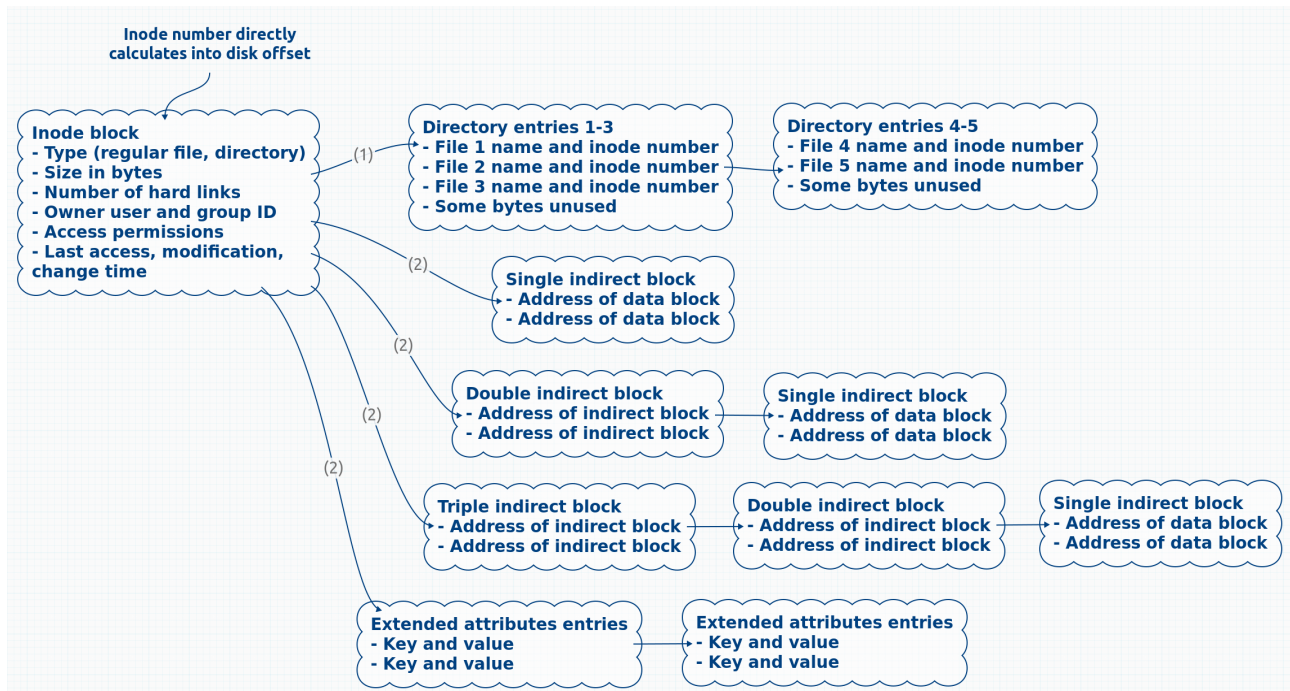 Inode number directly
calculates into disk offset
Inode block
- Type (regular file, directory)
- Size in bytes
- Number of hard links
- Owner user and group ID
- Access permissions
- Last access, modification,
change time
(1)
Directory entries 1-3
- File 1 name and inode number
- File 2 name and inode number
- File 3 name and inode number
- Some bytes unused
Directory entries 4-5
- File 4 name and inode number
- File 5 name and inode number
- Some bytes unused
(2)
Single indirect block
- Address of data block
- Address of data block
(2)
Double indirect block
- Address of indirect block
- Address of indirect block
Single indirect block
- Address of data block
- Address of data block
(2)
Triple indirect block
- Address of indirect block
- Address of indirect block
Double indirect block
- Address of indirect block
- Address of indirect block
Single indirect block
- Address of data block
- Address of data block
(2)
Extended attributes entries
- Key and value
- Key and value
Extended attributes entries
- Key and value
- Key and value